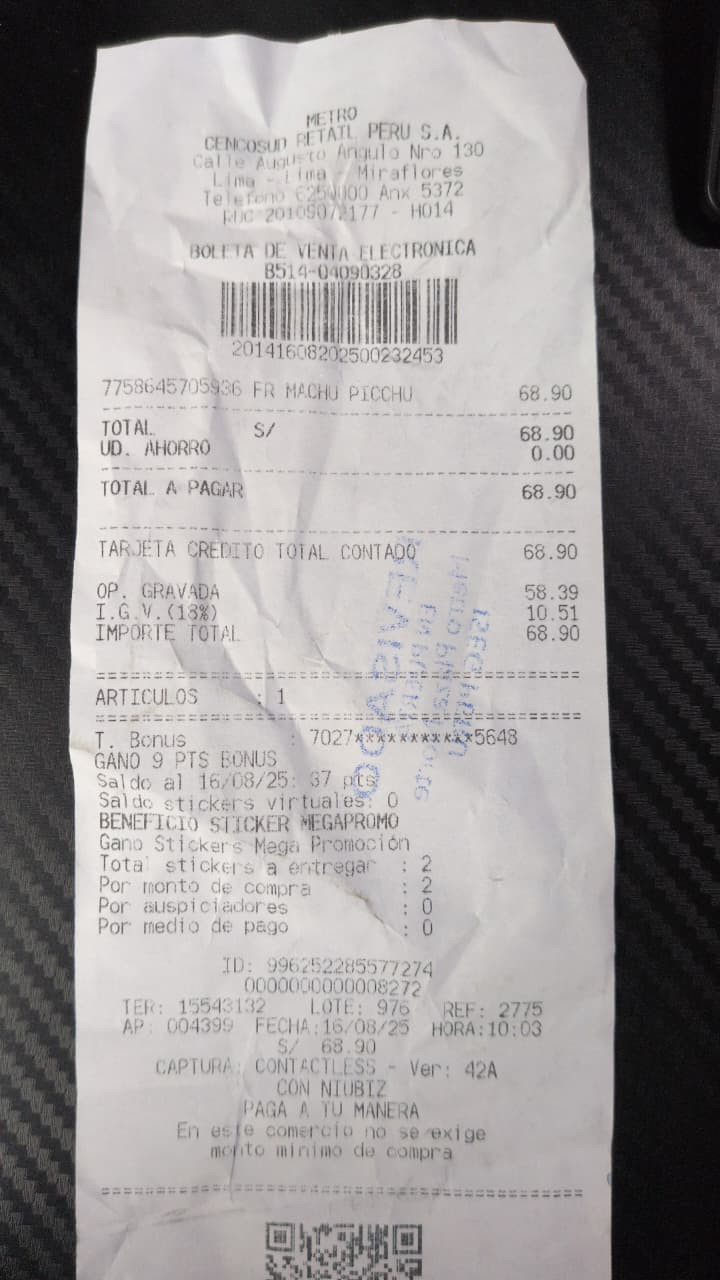 METRO
CENCOSUD RETAIL PERU S.A.
Calle Augusto Angulo Nro 130
Lima - Lima - Miraflores
Telefono 6250000 Anx 5372
RUC 20109072177 - H014
BOLETA DE VENTA ELECTRONICA
B514-04090328
20141608202500232453
7758645705936 FR MACHU PICCHU 68.90
TOTAL S/ 68.90
UD. AHORRO 0.00
TOTAL A PAGAR 68.90
TARJETA CREDITO TOTAL CONTADO 68.90
OP. GRAVADA 58.39
I.G.V.(18%) 10.51
IMPORTE TOTAL 68.90
ARTICULOS : 1
T. Bonus : 7027************5648
GANO 9 PTS BONUS
Saldo al 16/08/25: 37 pts
Saldo stickers virtuales: 0
BENEFICIO STICKER MEGAPROMO
Gano Stickers Mega Promoción
Total stickers a entregar : 2
Por monto de compra : 2
Por auspiciadores : 0
Por medio de pago : 0
ID: 996252285577274
0000000000008272
TER: 15543132 LOTE: 976 REF: 2775
AP: 004399 FECHA:16/08/25 HORA:10:03
S/ 68.90
CAPTURA: CONTACTLESS - Ver: 42A
CON NIUBIZ
PAGA A TU MANERA
En este comercio no se exige
monto minimo de compra
REVISADO